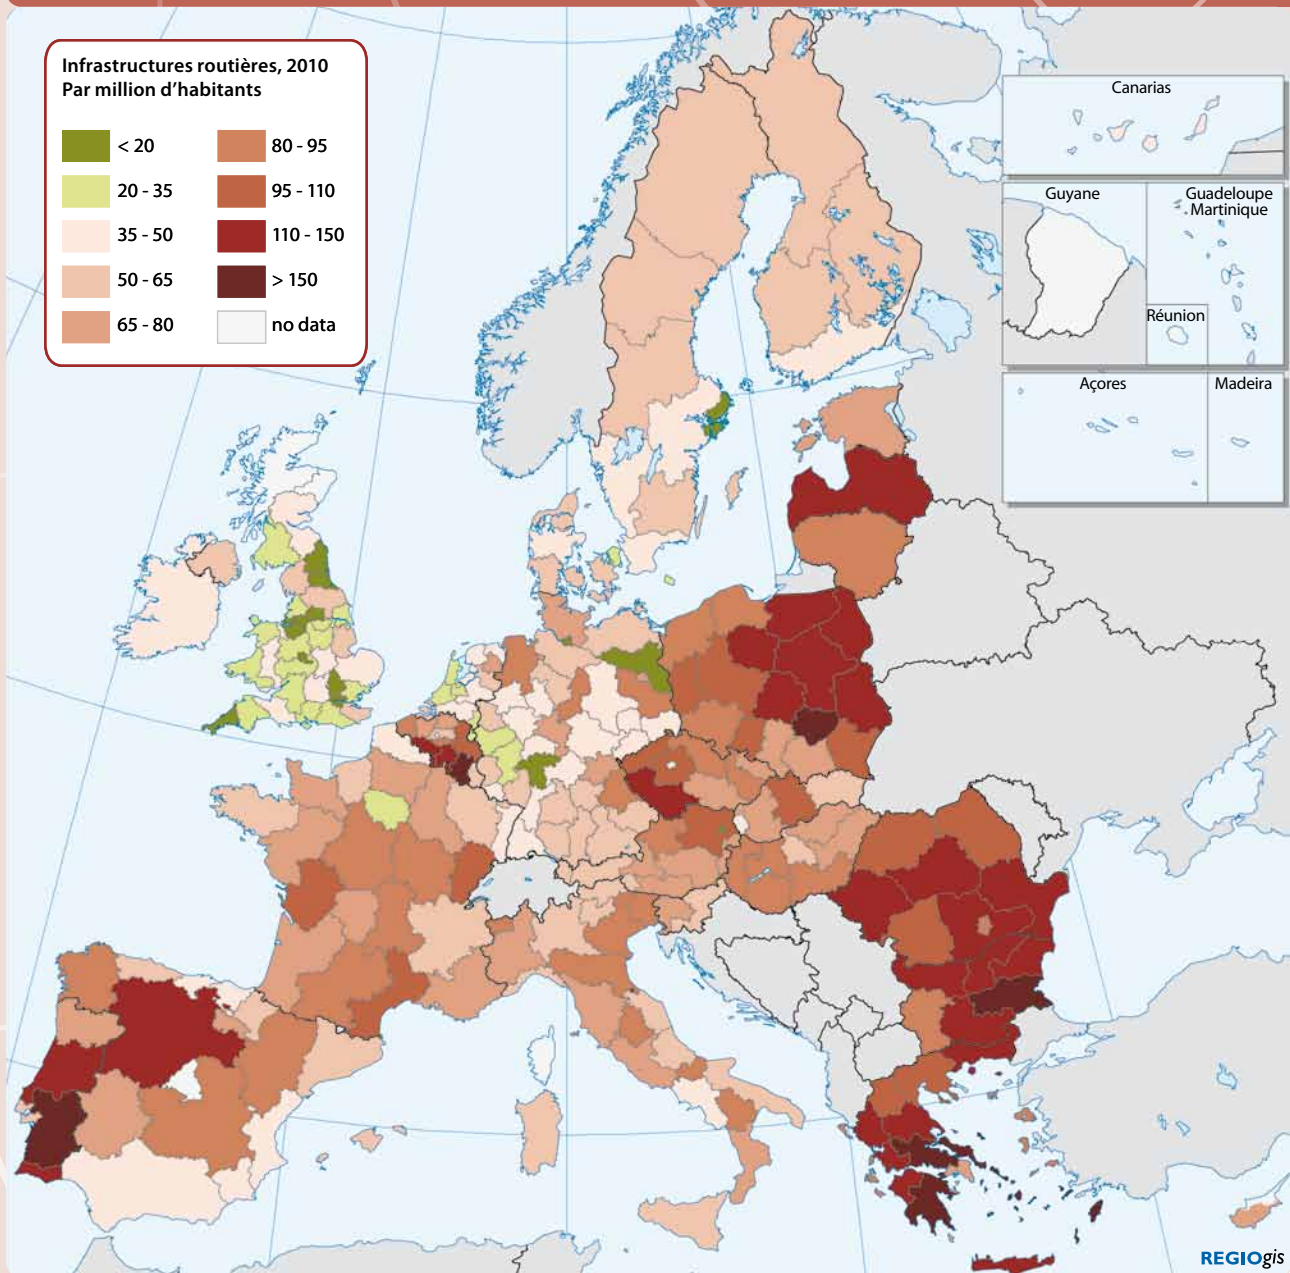 Infrastructures routières, 2010
Par million d'habitants
< 20
20 - 35
35 - 50
50 - 65
65 - 80
80 - 95
95 - 110
110 - 150
> 150
no data
Canarias
Guyane
Guadeloupe
Martinique
Réunion
Açores
Madeira
REGIOgis